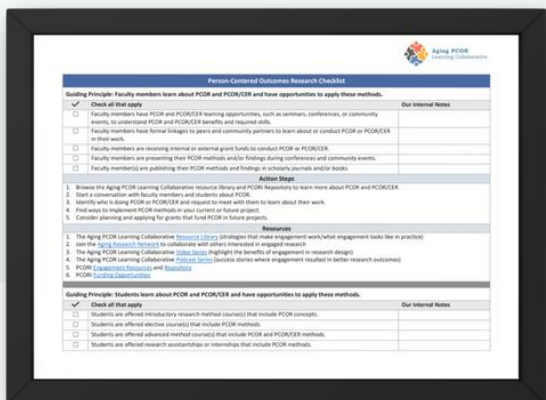 Aging PCOR
Learning Collaborative
Person-Centered Outcomes Research Checklist
Guiding Principle: Faculty members learn about PCOR and PCOR/CER and have opportunities to apply these methods.
✓ Check all that apply Our Internal Notes
☐ Faculty members have PCOR and PCOR/CER learning opportunities, such as seminars, conferences, or community
events, to understand PCOR and PCOR/CER benefits and required skills.
☐ Faculty members have formal linkages to peers and community partners to learn about or conduct PCOR or PCOR/CER
in their work.
☐ Faculty members are receiving internal or external grant funds to conduct PCOR or PCOR/CER.
☐ Faculty members are presenting their PCOR methods and/or findings during conferences and community events.
☐ Faculty member(s) are publishing their PCOR methods and findings in scholarly journals and/or books.
Action Steps
1. Browse the Aging PCOR Learning Collaborative resource library and PCORI Repository to learn more about PCOR and PCOR/CER.
2. Start a conversation with faculty members and students about PCOR.
3. Identify who is doing PCOR or PCOR/CER and request to meet with them to learn about their work.
4. Find ways to implement PCOR methods in your current or future project.
5. Consider planning and applying for grants that fund PCOR in future projects.
Resources
1. The Aging PCOR Learning Collaborative Resource Library (strategies that make engagement work/what engagement looks like in practice)
2. Join the Aging Research Network to collaborate with others interested in engaged research
3. The Aging PCOR Learning Collaborative Video Series (highlight the benefits of engagement in research design)
4. The Aging PCOR Learning Collaborative Podcast Series (success stories where engagement resulted in better research outcomes)
5. PCORI Engagement Resources and Repository
6. PCORI Funding Opportunities
Guiding Principle: Students learn about PCOR and PCOR/CER and have opportunities to apply these methods.
✓ Check all that apply Our Internal Notes
☐ Students are offered introductory research method course(s) that include PCOR concepts.
☐ Students are offered elective course(s) that include PCOR methods.
☐ Students are offered advanced method course(s) that include PCOR and PCOR/CER methods.
☐ Students are offered research assistantships or internships that include PCOR methods.